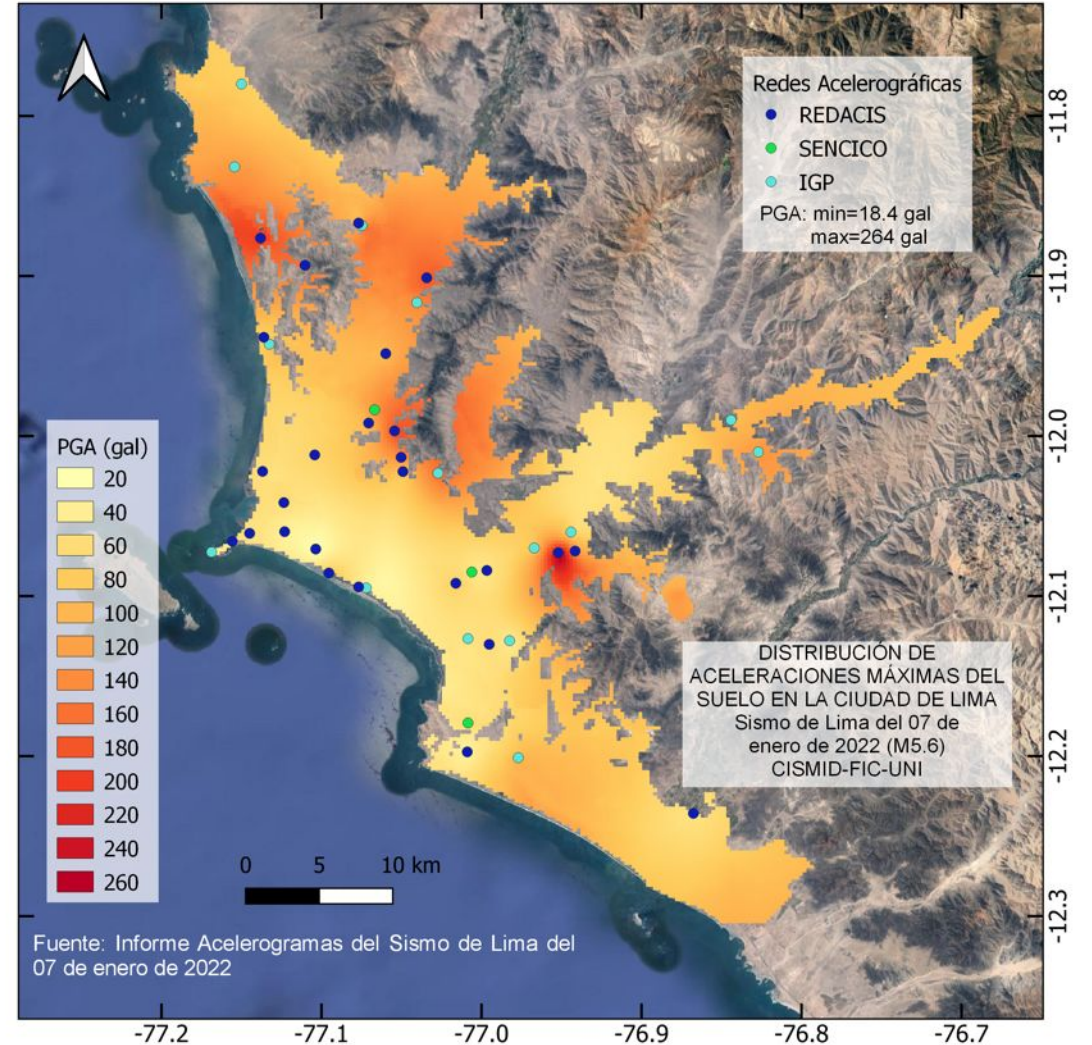 Redes Acelerográficas
REDACIS
SENCICO
IGP
PGA: min=18.4 gal
max=264 gal
-11.8
-11.9
-12.0
-12.1
-12.2
-12.3
PGA (gal)
20
40
60
80
100
120
140
160
180
200
220
240
260
DISTRIBUCIÓN DE
ACELERACIONES MÁXIMAS DEL
SUELO EN LA CIUDAD DE LIMA
Sismo de Lima del 07 de
enero de 2022 (M5.6)
CISMID-FIC-UNI
0 5 10 km
Fuente: Informe Acelerogramas del Sismo de Lima del
07 de enero de 2022
-77.2 -77.1 -77.0 -76.9 -76.8 -76.7